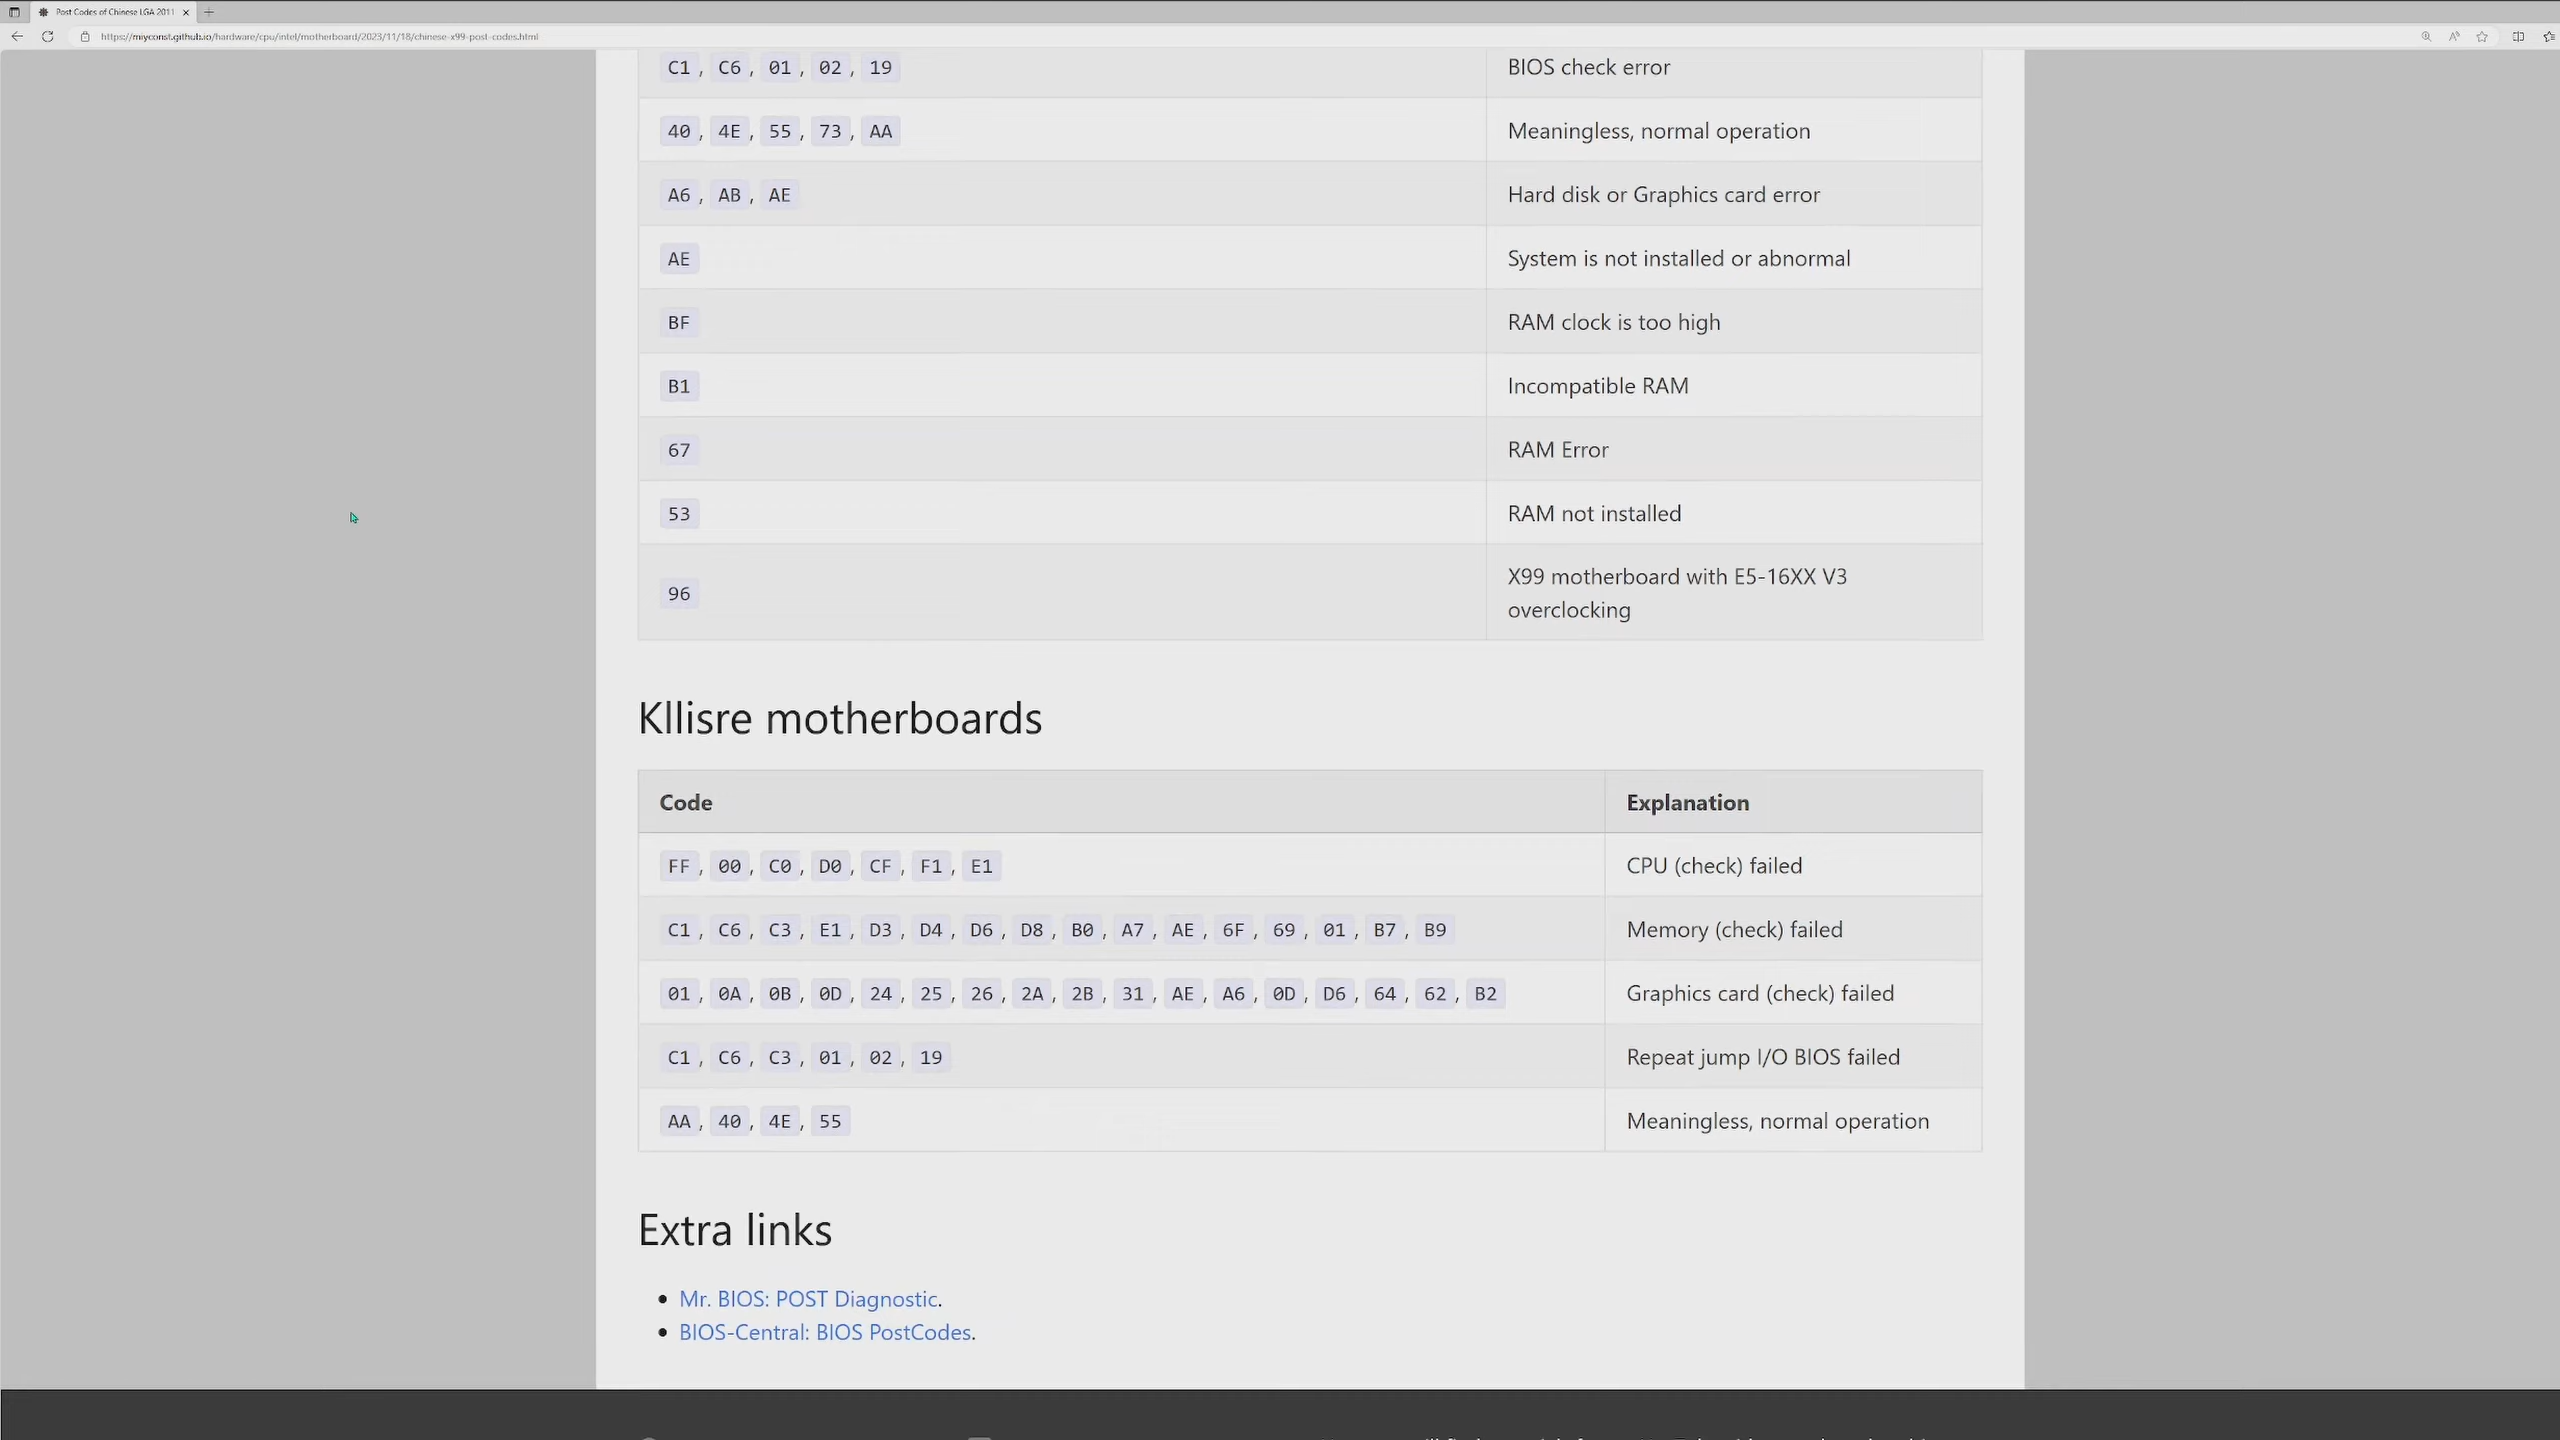 Post Codes of Chinese LGA 2011
https://miyconst.github.io/hardware/cpu/intel/motherboard/2023/11/18/chinese-x99-post-codes.html
C1, C6, 01, 02, 19 BIOS check error
40, 4E, 55, 73, AA Meaningless, normal operation
A6, AB, AE Hard disk or Graphics card error
AE System is not installed or abnormal
BF RAM clock is too high
B1 Incompatible RAM
67 RAM Error
53 RAM not installed
96 X99 motherboard with E5-16XX V3
overclocking
Kllisre motherboards
Code Explanation
FF, 00, C0, D0, CF, F1, E1 CPU (check) failed
C1, C6, C3, E1, D3, D4, D6, D8, B0, A7, AE, 6F, 69, 01, B7, B9 Memory (check) failed
01, 0A, 0B, 0D, 24, 25, 26, 2A, 2B, 31, AE, A6, 0D, D6, 64, 62, B2 Graphics card (check) failed
C1, C6, C3, 01, 02, 19 Repeat jump I/O BIOS failed
AA, 40, 4E, 55 Meaningless, normal operation
Extra links
• Mr. BIOS: POST Diagnostic.
• BIOS-Central: BIOS PostCodes.